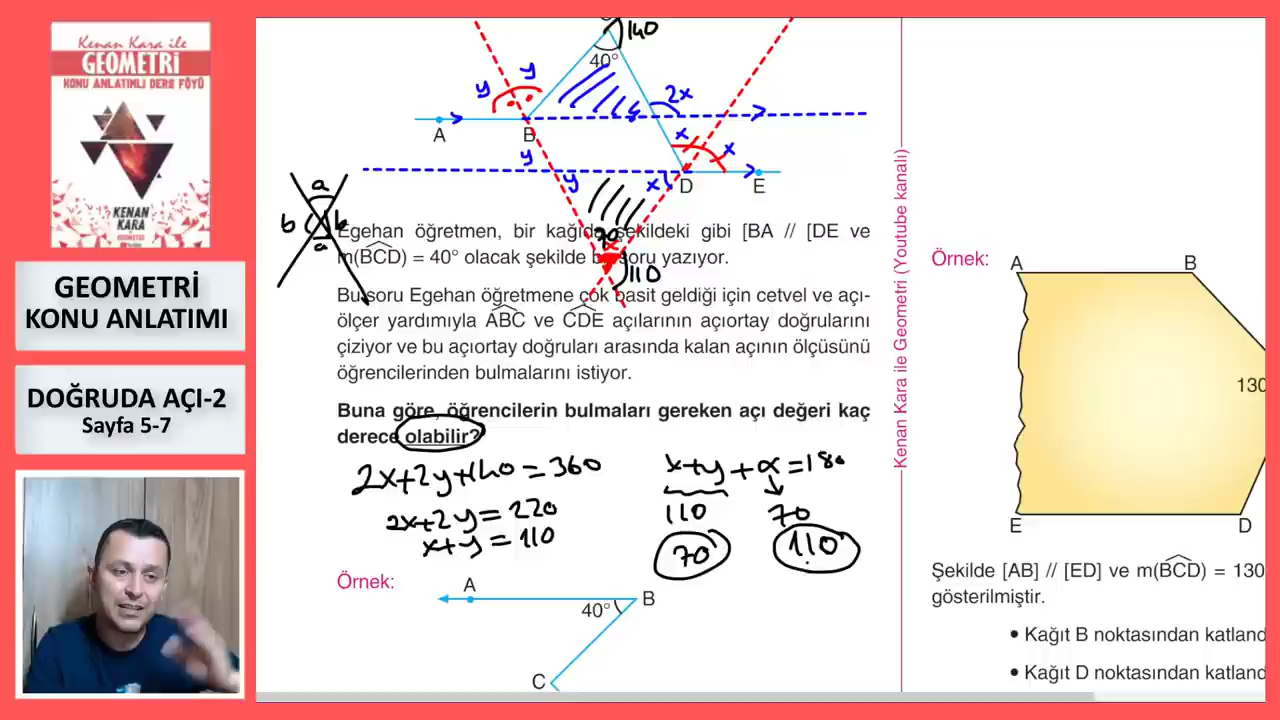 Kenan Kara ile
GEOMETRİ
KONU ANLATIMLI DERS FÖYÜ
KENAN
KARA
GEOMETRİ
KONU ANLATIMI
DOĞRUDA AÇI-2
Sayfa 5-7
140
40°
y
y
2x
A
B
x
x
y
y
x
D
E
a
b
b
a
70
110
Egehan öğretmen, bir kağıda şekildeki gibi [BA // [DE ve
m(BCD) = 40° olacak şekilde bir soru yazıyor.
Bu soru Egehan öğretmene çok basit geldiği için cetvel ve açı-
ölçer yardımıyla ABC ve CDE açılarının açıortay doğrularını
çiziyor ve bu açıortay doğruları arasında kalan açının ölçüsünü
öğrencilerinden bulmalarını istiyor.
Buna göre, öğrencilerin bulmaları gereken açı değeri kaç
derece olabilir?
2x+2y+140=360
2x+2y=220
x+y=110
x+y+α=180
110 70
70 110
Örnek:
A
B
40°
C
Kenan Kara ile Geometri (Youtube kanalı)
Örnek:
A
B
130
E
D
Şekilde [AB] // [ED] ve m(BCD) = 130
gösterilmiştir.
• Kağıt B noktasından katland
• Kağıt D noktasından katland